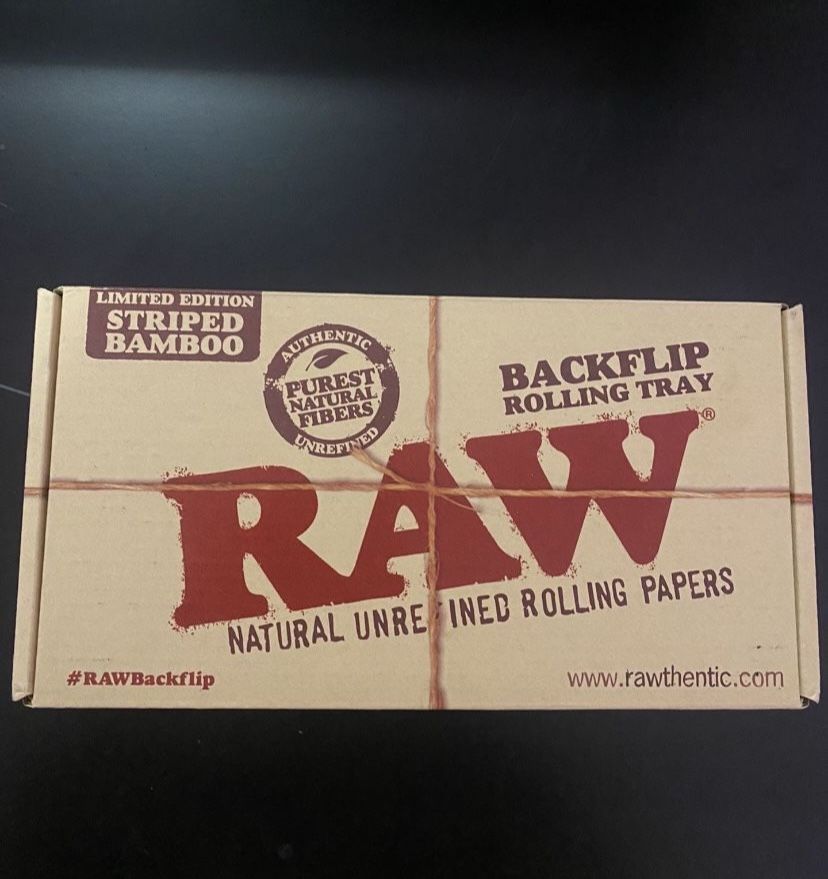 LIMITED EDITION
STRIPED
BAMBOO
AUTHENTIC
PUREST
NATURAL
FIBERS
UNREFINED
BACKFLIP
ROLLING TRAY
RAW®
NATURAL UNREFINED ROLLING PAPERS
#RAWBackflip
www.rawthentic.com